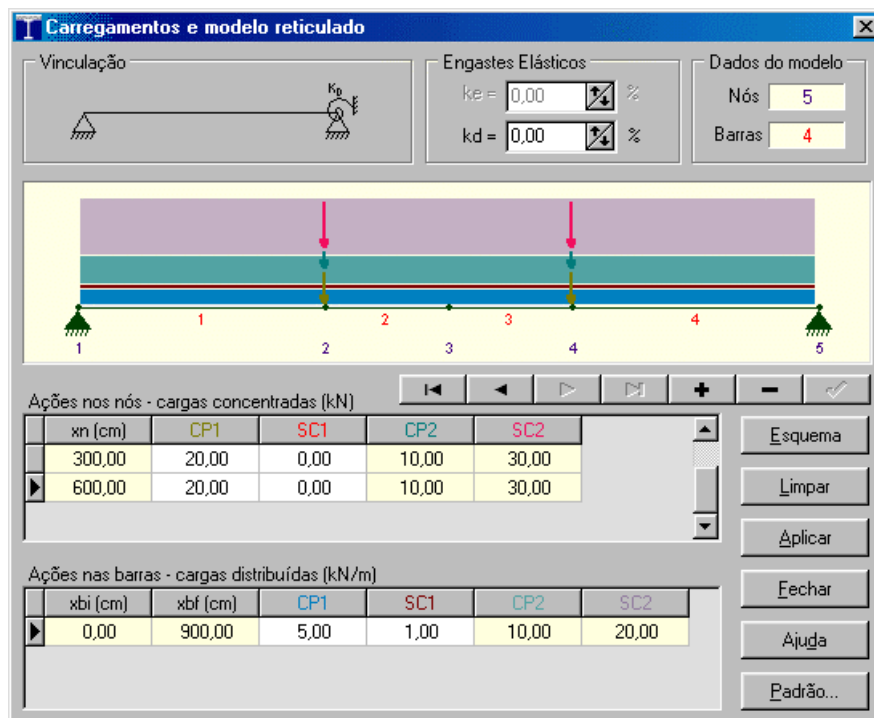 Carregamentos e modelo reticulado
Vinculação
KD
Engastes Elásticos
ke = 0,00 %
kd = 0,00 %
Dados do modelo
Nós 5
Barras 4
1 2 3 4
1 2 3 4 5
Ações nos nós - cargas concentradas (kN)
xn (cm) CP1 SC1 CP2 SC2
300,00 20,00 0,00 10,00 30,00
600,00 20,00 0,00 10,00 30,00
Ações nas barras - cargas distribuídas (kN/m)
xbi (cm) xbf (cm) CP1 SC1 CP2 SC2
0,00 900,00 5,00 1,00 10,00 20,00
Esquema
Limpar
Aplicar
Fechar
Ajuda
Padrão...